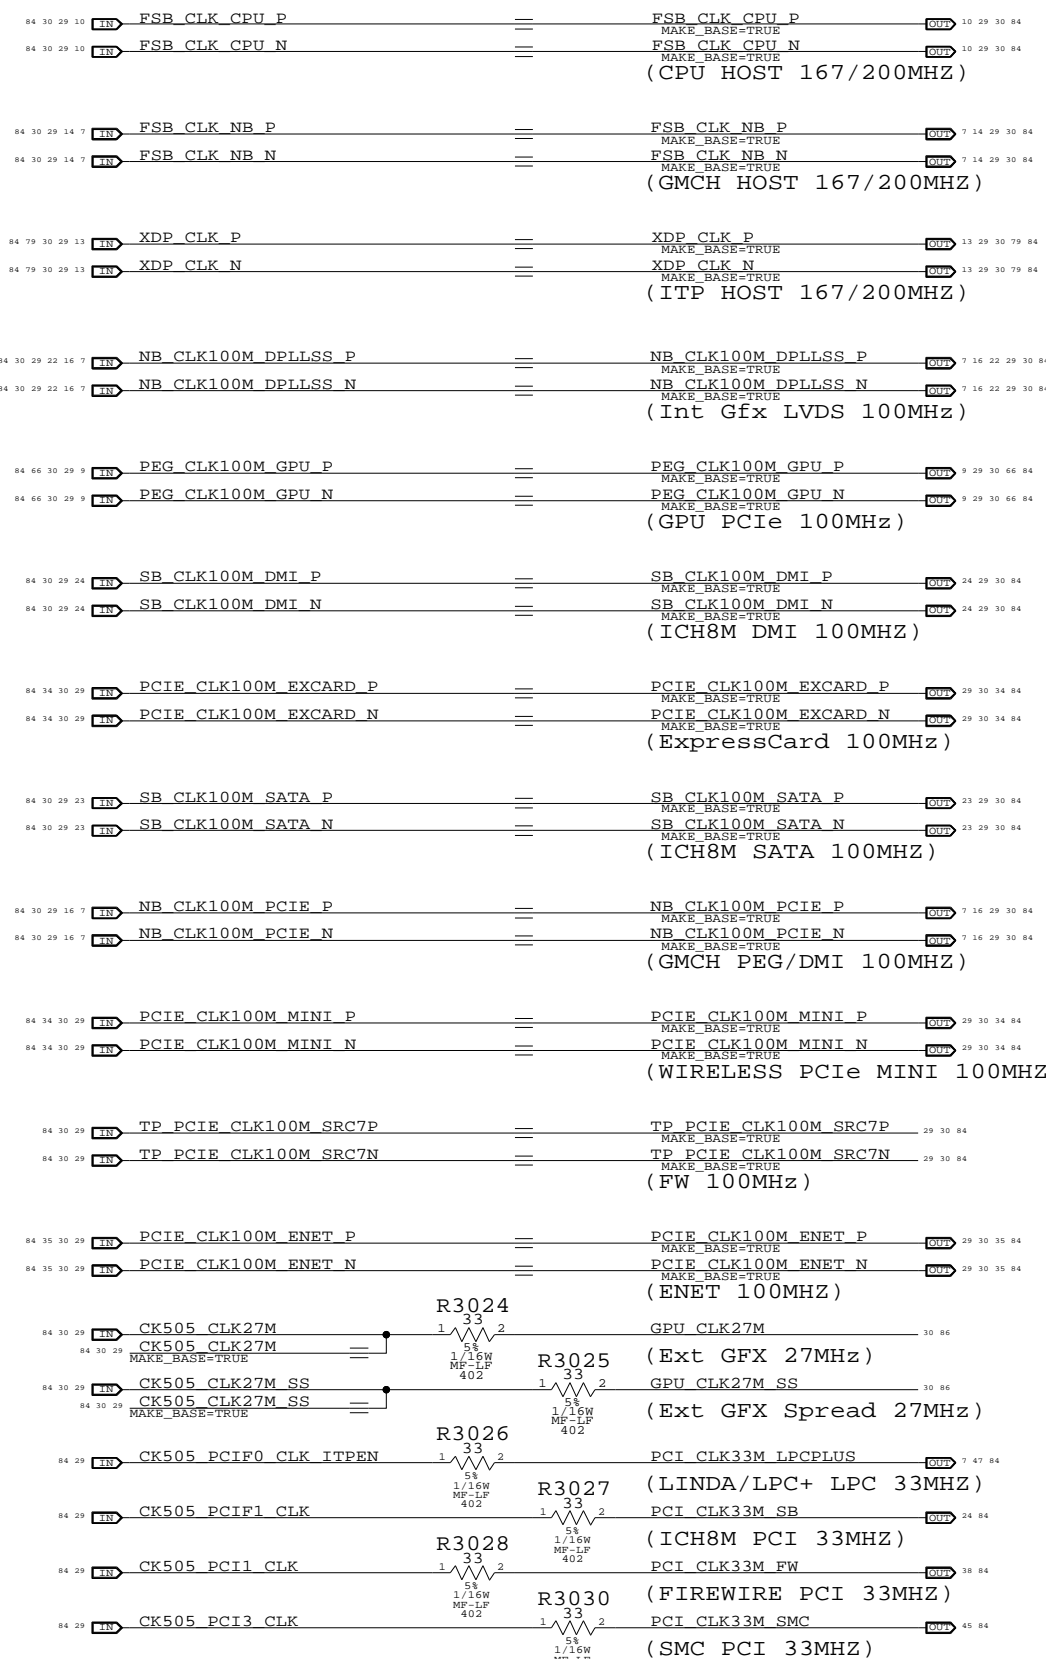 84 30 29 10 IN FSB_CLK_CPU_P FSB_CLK_CPU_P OUT 10 29 30 84
MAKE_BASE=TRUE
84 30 29 10 IN FSB_CLK_CPU_N FSB_CLK_CPU_N OUT 10 29 30 84
MAKE_BASE=TRUE
(CPU HOST 167/200MHZ)
84 30 29 14 7 IN FSB_CLK_NB_P FSB_CLK_NB_P OUT 7 14 29 30 84
MAKE_BASE=TRUE
84 30 29 14 7 IN FSB_CLK_NB_N FSB_CLK_NB_N OUT 7 14 29 30 84
MAKE_BASE=TRUE
(GMCH HOST 167/200MHZ)
84 79 30 29 13 IN XDP_CLK_P XDP_CLK_P OUT 13 29 30 79 84
MAKE_BASE=TRUE
84 79 30 29 13 IN XDP_CLK_N XDP_CLK_N OUT 13 29 30 79 84
MAKE_BASE=TRUE
(ITP HOST 167/200MHZ)
84 30 29 22 16 7 IN NB_CLK100M_DPLLSS_P NB_CLK100M_DPLLSS_P OUT 7 16 22 29 30 84
MAKE_BASE=TRUE
84 30 29 22 16 7 IN NB_CLK100M_DPLLSS_N NB_CLK100M_DPLLSS_N OUT 7 16 22 29 30 84
MAKE_BASE=TRUE
(Int Gfx LVDS 100MHz)
84 66 30 29 9 IN PEG_CLK100M_GPU_P PEG_CLK100M_GPU_P OUT 9 29 30 66 84
MAKE_BASE=TRUE
84 66 30 29 9 IN PEG_CLK100M_GPU_N PEG_CLK100M_GPU_N OUT 9 29 30 66 84
MAKE_BASE=TRUE
(GPU PCIe 100MHz)
84 30 29 24 IN SB_CLK100M_DMI_P SB_CLK100M_DMI_P OUT 24 29 30 84
MAKE_BASE=TRUE
84 30 29 24 IN SB_CLK100M_DMI_N SB_CLK100M_DMI_N OUT 24 29 30 84
MAKE_BASE=TRUE
(ICH8M DMI 100MHZ)
84 34 30 29 IN PCIE_CLK100M_EXCARD_P PCIE_CLK100M_EXCARD_P OUT 29 30 34 84
MAKE_BASE=TRUE
84 34 30 29 IN PCIE_CLK100M_EXCARD_N PCIE_CLK100M_EXCARD_N OUT 29 30 34 84
MAKE_BASE=TRUE
(ExpressCard 100MHz)
84 30 29 23 IN SB_CLK100M_SATA_P SB_CLK100M_SATA_P OUT 23 29 30 84
MAKE_BASE=TRUE
84 30 29 23 IN SB_CLK100M_SATA_N SB_CLK100M_SATA_N OUT 23 29 30 84
MAKE_BASE=TRUE
(ICH8M SATA 100MHZ)
84 30 29 16 7 IN NB_CLK100M_PCIE_P NB_CLK100M_PCIE_P OUT 7 16 29 30 84
MAKE_BASE=TRUE
84 30 29 16 7 IN NB_CLK100M_PCIE_N NB_CLK100M_PCIE_N OUT 7 16 29 30 84
MAKE_BASE=TRUE
(GMCH PEG/DMI 100MHZ)
84 34 30 29 IN PCIE_CLK100M_MINI_P PCIE_CLK100M_MINI_P OUT 29 30 34 84
MAKE_BASE=TRUE
84 34 30 29 IN PCIE_CLK100M_MINI_N PCIE_CLK100M_MINI_N OUT 29 30 34 84
MAKE_BASE=TRUE
(WIRELESS PCIe MINI 100MHZ
84 30 29 IN TP_PCIE_CLK100M_SRC7P TP_PCIE_CLK100M_SRC7P 29 30 84
MAKE_BASE=TRUE
84 30 29 IN TP_PCIE_CLK100M_SRC7N TP_PCIE_CLK100M_SRC7N 29 30 84
MAKE_BASE=TRUE
(FW 100MHz)
84 35 30 29 IN PCIE_CLK100M_ENET_P PCIE_CLK100M_ENET_P OUT 29 30 35 84
MAKE_BASE=TRUE
84 35 30 29 IN PCIE_CLK100M_ENET_N PCIE_CLK100M_ENET_N OUT 29 30 35 84
MAKE_BASE=TRUE
(ENET 100MHZ)
R3024
84 30 29 IN CK505_CLK27M 1 33 2 GPU_CLK27M 30 86
84 30 29 CK505_CLK27M 5%
MAKE_BASE=TRUE 1/16W
MF-LF
402
(Ext GFX 27MHz)
R3025
84 30 29 IN CK505_CLK27M_SS 1 33 2 GPU_CLK27M_SS 30 86
84 30 29 CK505_CLK27M_SS 5%
MAKE_BASE=TRUE 1/16W
MF-LF
402
(Ext GFX Spread 27MHz)
R3026
84 29 IN CK505_PCIF0_CLK_ITPEN 1 33 2 PCI_CLK33M_LPCPLUS OUT 7 47 84
5%
1/16W
MF-LF
402
(LINDA/LPC+ LPC 33MHZ)
R3027
84 29 IN CK505_PCIF1_CLK 1 33 2 PCI_CLK33M_SB OUT 24 84
5%
1/16W
MF-LF
402
(ICH8M PCI 33MHZ)
R3028
84 29 IN CK505_PCI1_CLK 1 33 2 PCI_CLK33M_FW OUT 38 84
5%
1/16W
MF-LF
402
(FIREWIRE PCI 33MHZ)
R3030
84 29 IN CK505_PCI3_CLK 1 33 2 PCI_CLK33M_SMC OUT 45 84
5%
1/16W
(SMC PCI 33MHZ)